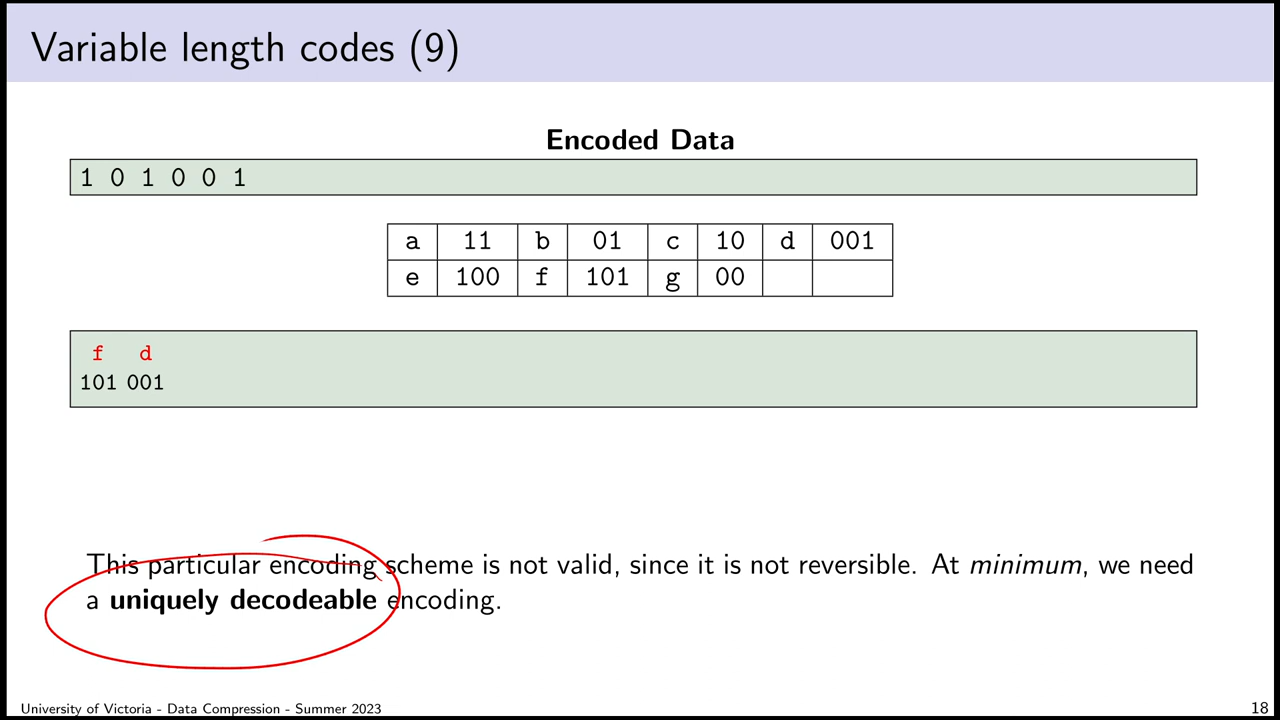 Variable length codes (9)
Encoded Data
1 0 1 0 0 1
a 11 b 01 c 10 d 001
e 100 f 101 g 00
f d
101 001
This particular encoding scheme is not valid, since it is not reversible. At minimum, we need
a uniquely decodeable encoding.
University of Victoria - Data Compression - Summer 2023 18